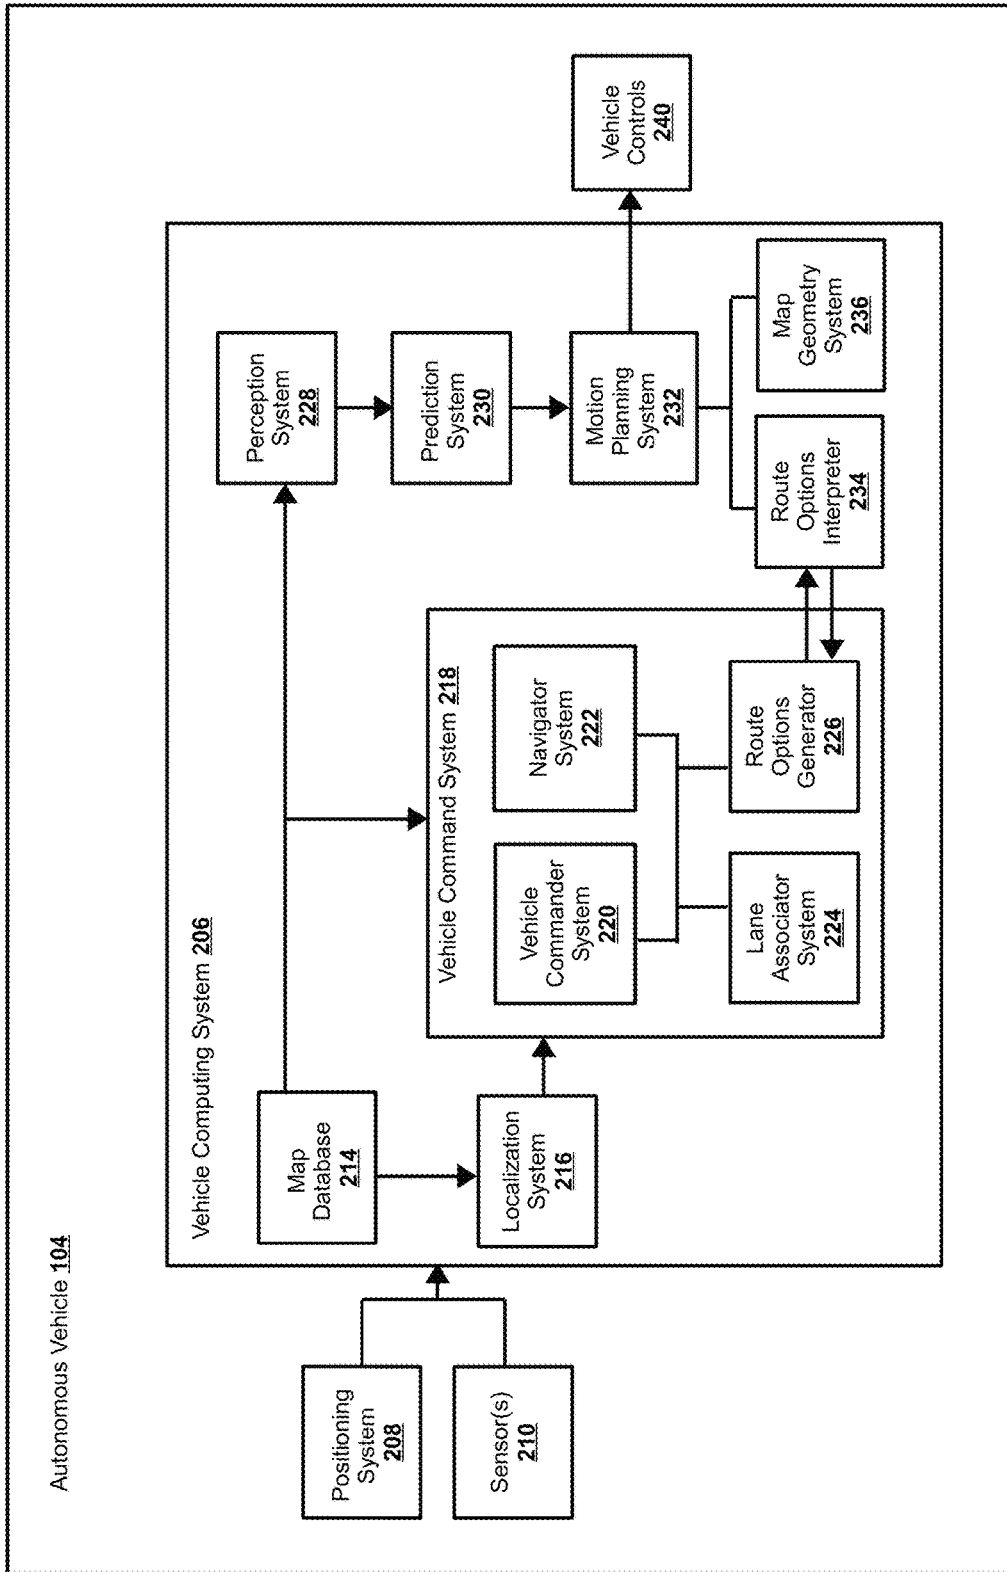 Autonomous Vehicle 104
Positioning
System
208
Sensor(s)
210
Vehicle Computing System 206
Map
Database
214
Localization
System
216
Vehicle Command System 218
Vehicle
Commander
System
220
Navigator
System
222
Lane
Associator
System
224
Route
Options
Generator
226
Perception
System
228
Prediction
System
230
Motion
Planning
System
232
Route
Options
Interpreter
234
Map
Geometry
System
236
Vehicle
Controls
240